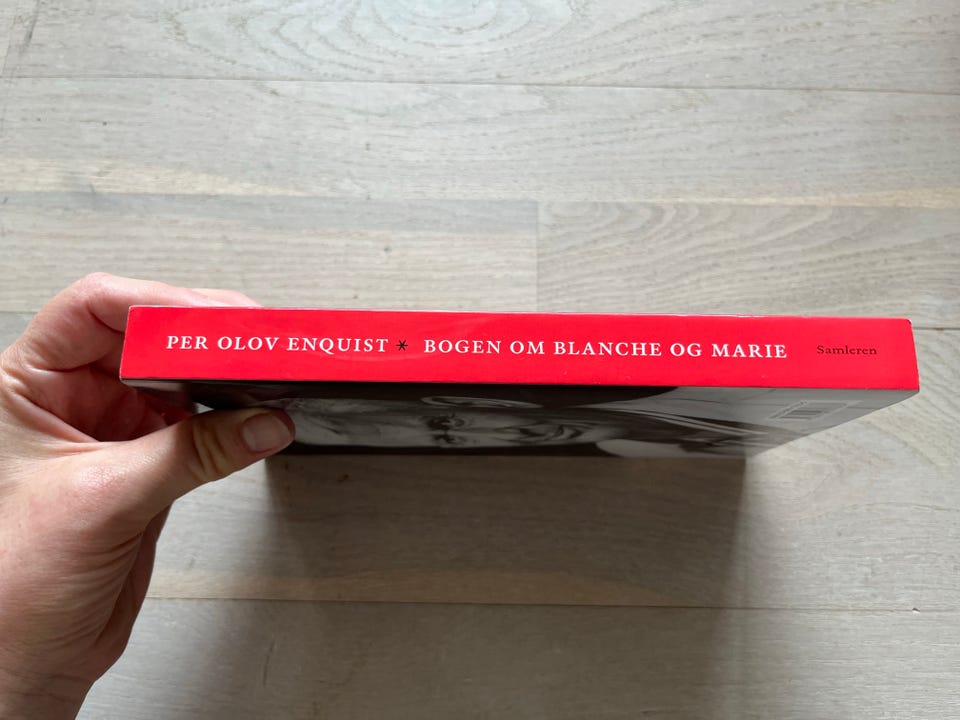 PER OLOV ENQUIST * BOGEN OM BLANCHE OG MARIE Samleren